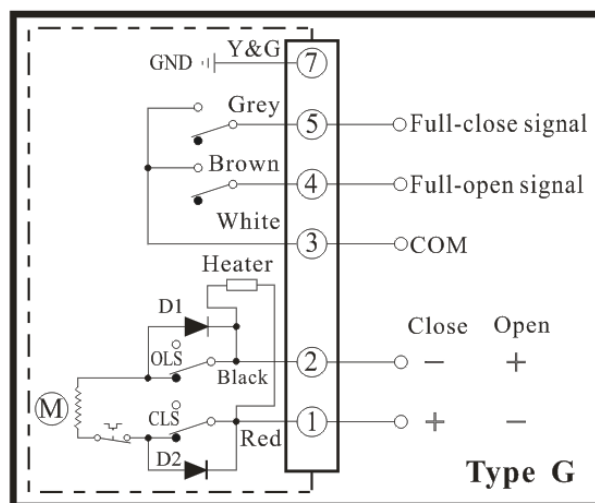 GND Y&G 7
Grey 5 Full-close signal
Brown 4 Full-open signal
White 3 COM
Heater
D1 Close Open
OLS Black 2 − +
M CLS Red 1 + −
D2 Type G